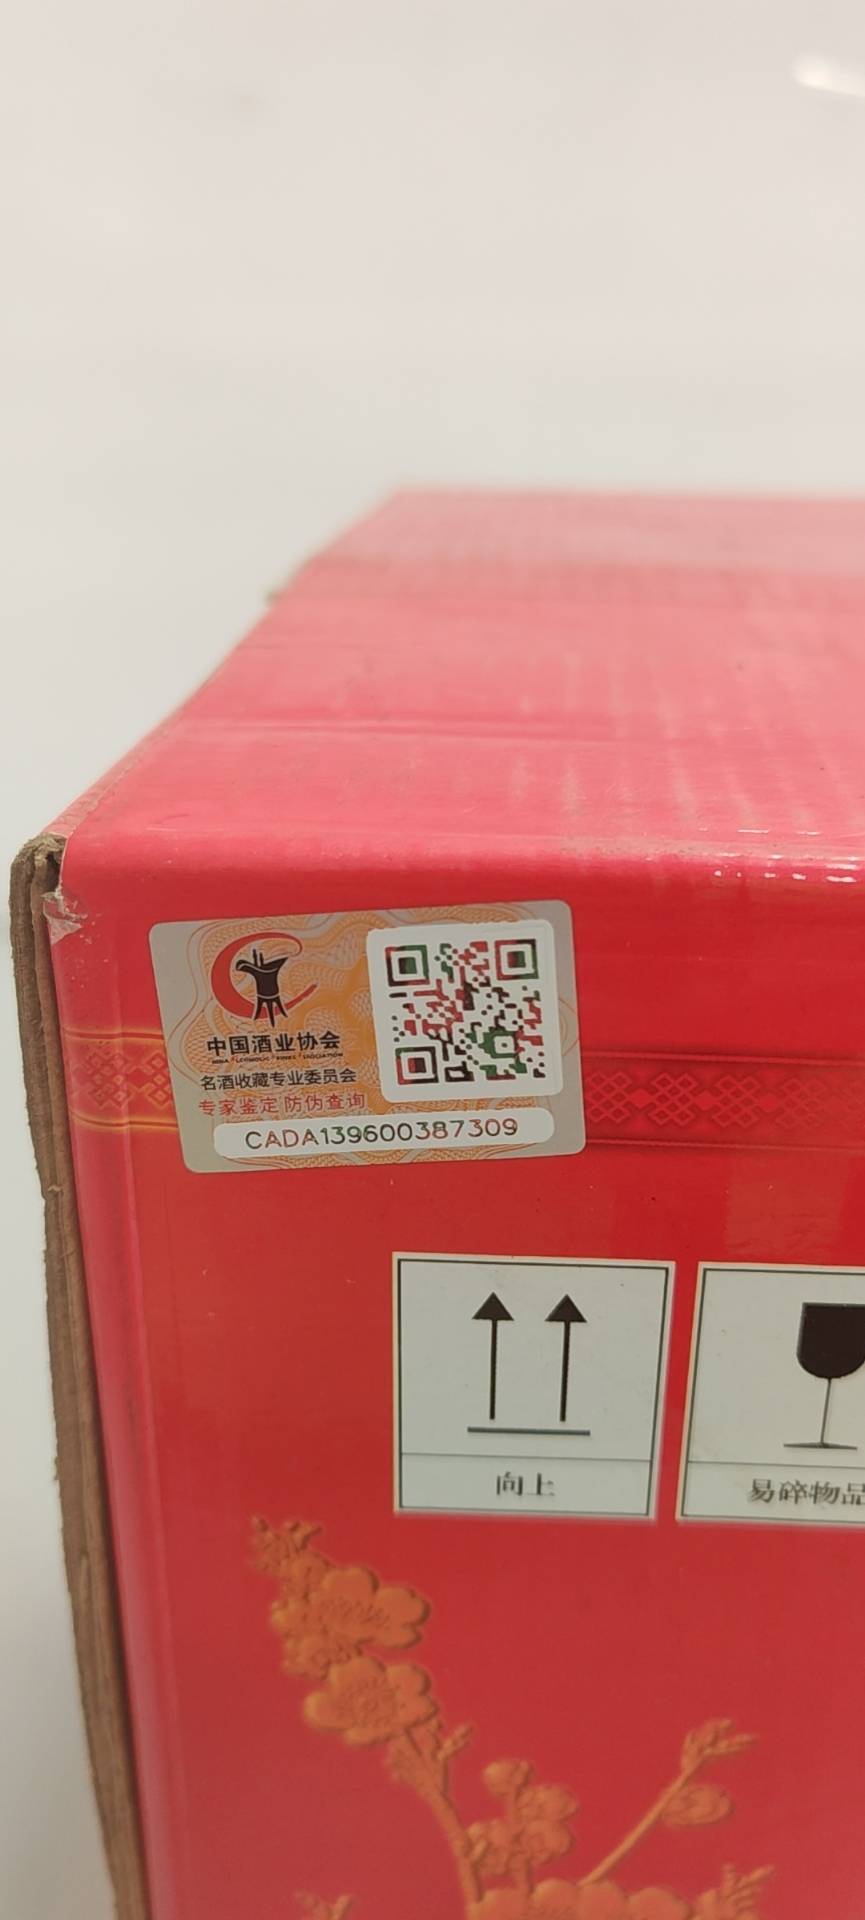 中国酒业协会
名酒收藏专业委员会
专家鉴定 防伪查询
CADA139600387309
向上
易碎物品